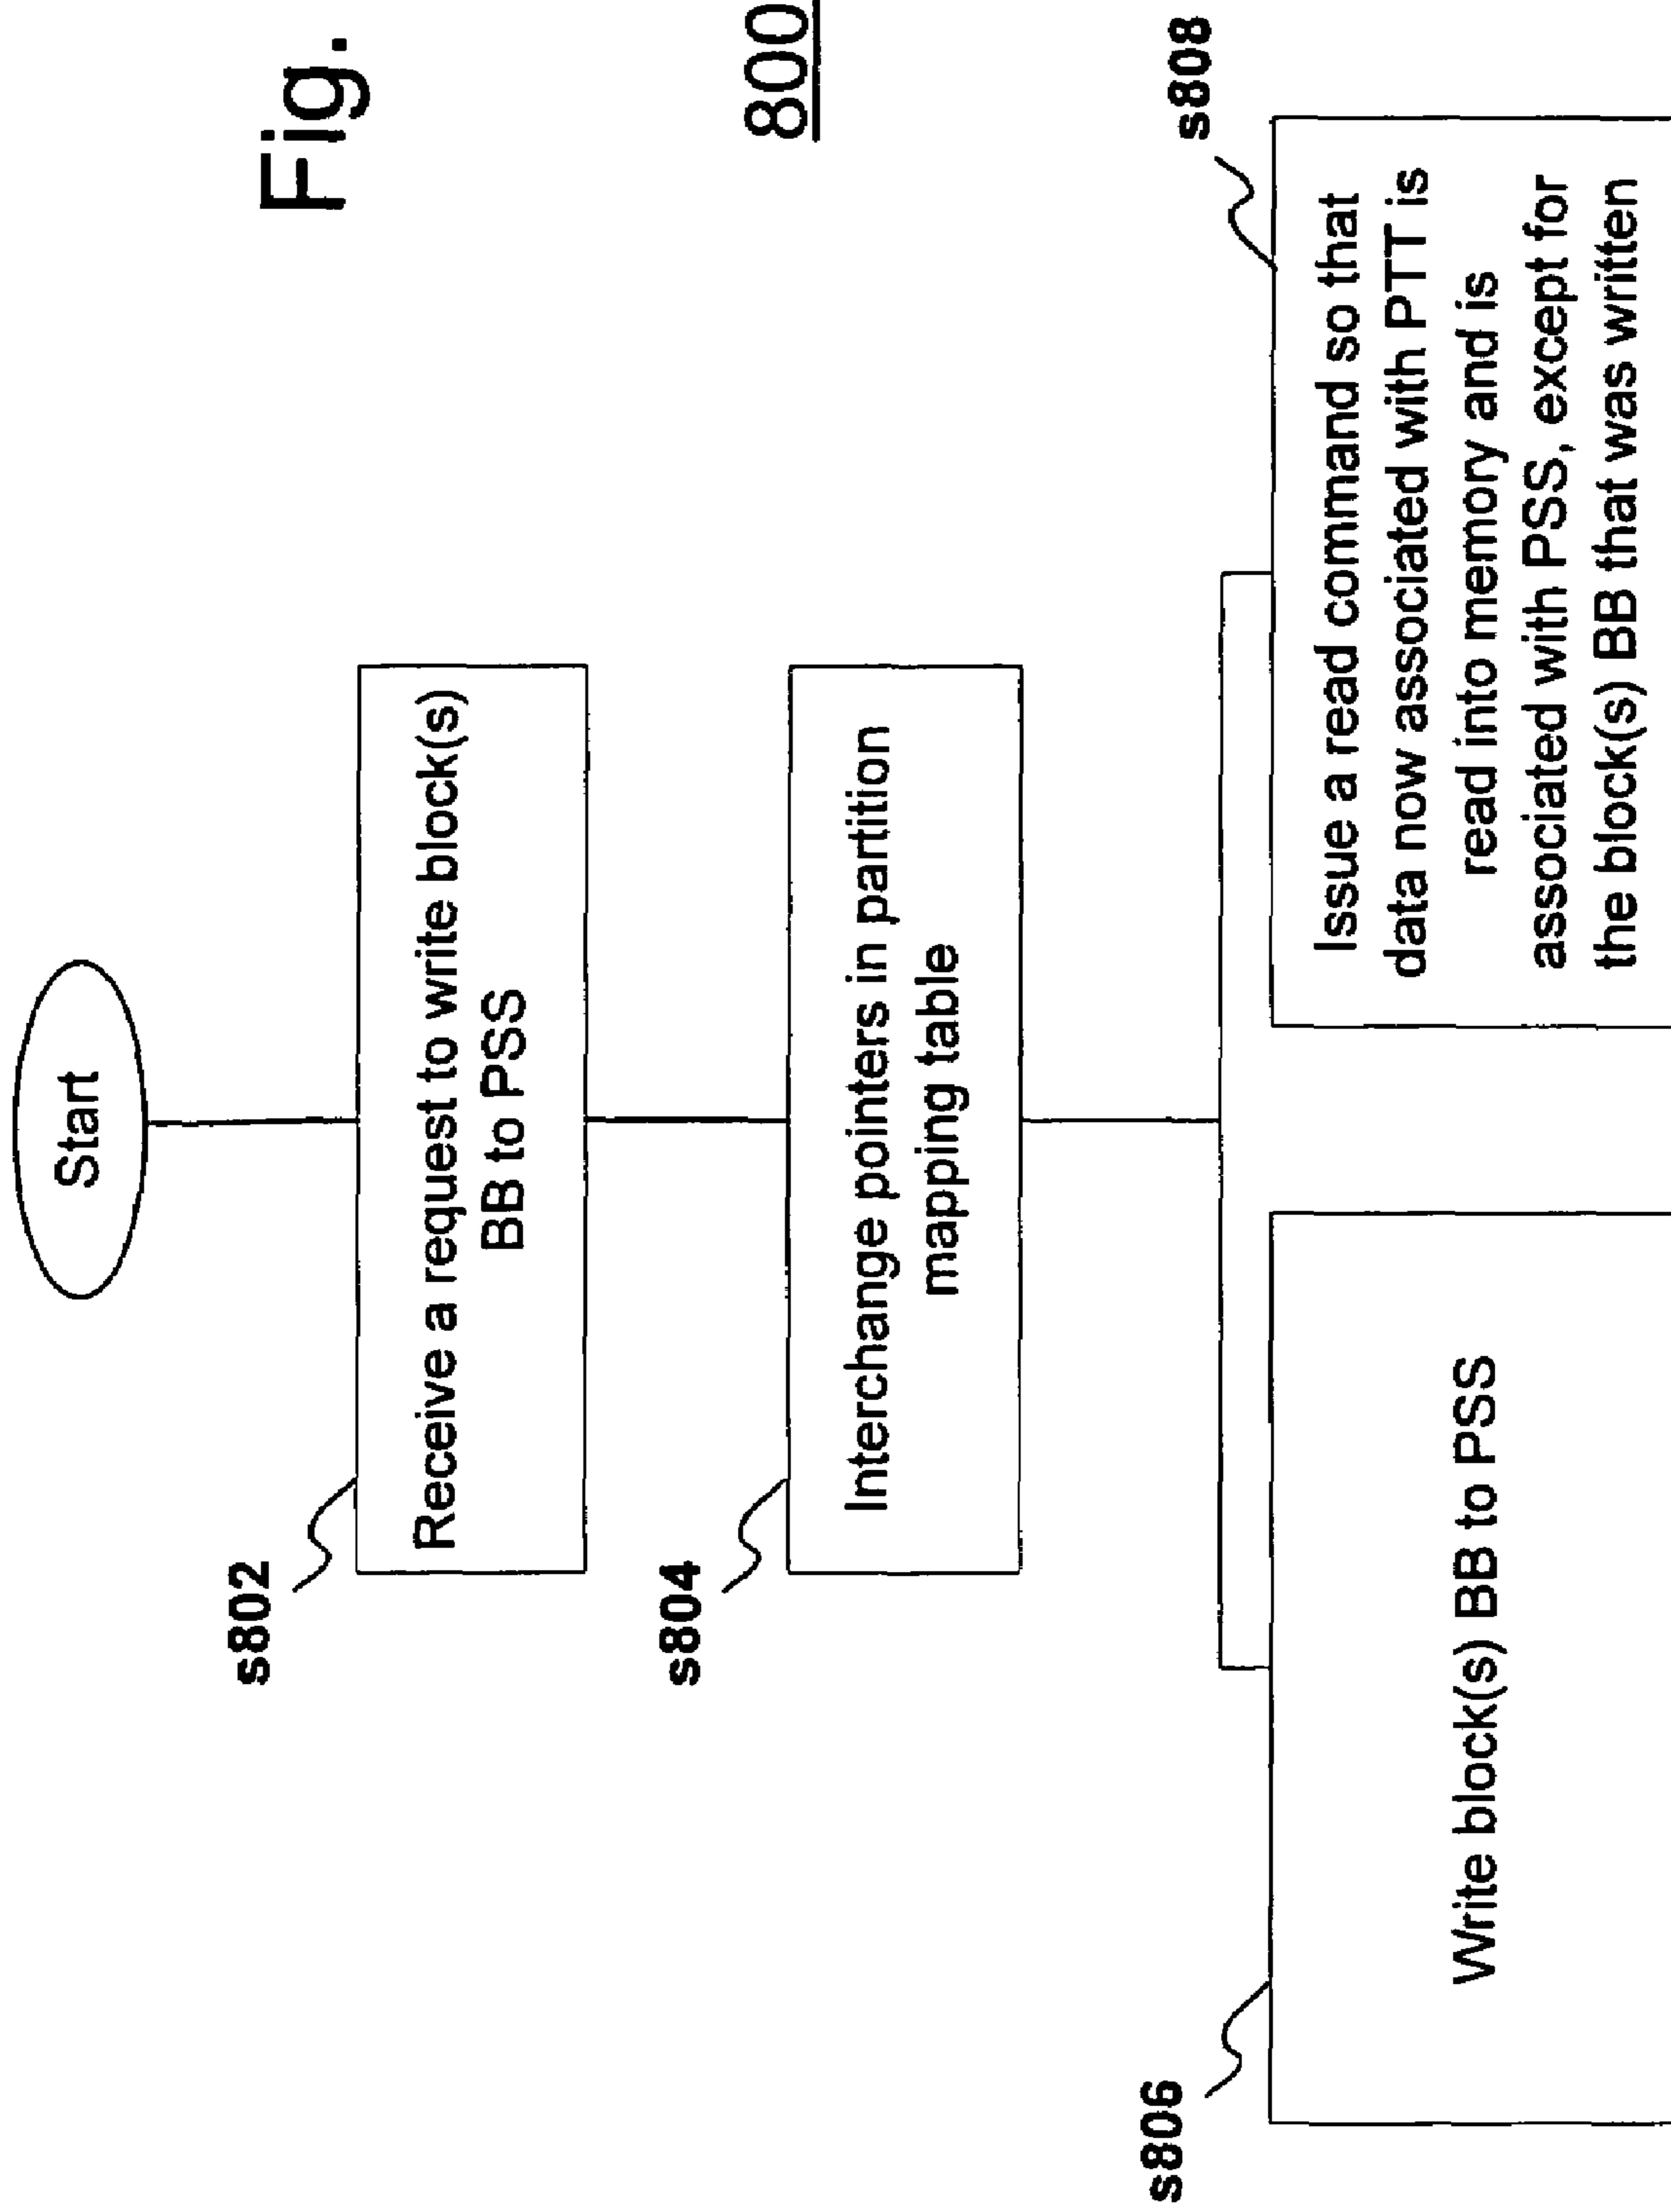 Fig.
800
Start
s802
Receive a request to write block(s)
BB to PSS
s804
Interchange pointers in partition
mapping table
s806
Write block(s) BB to PSS
s808
Issue a read command so that
data now associated with PTT is
read into memory and is
associated with PSS, except for
the block(s) BB that was written